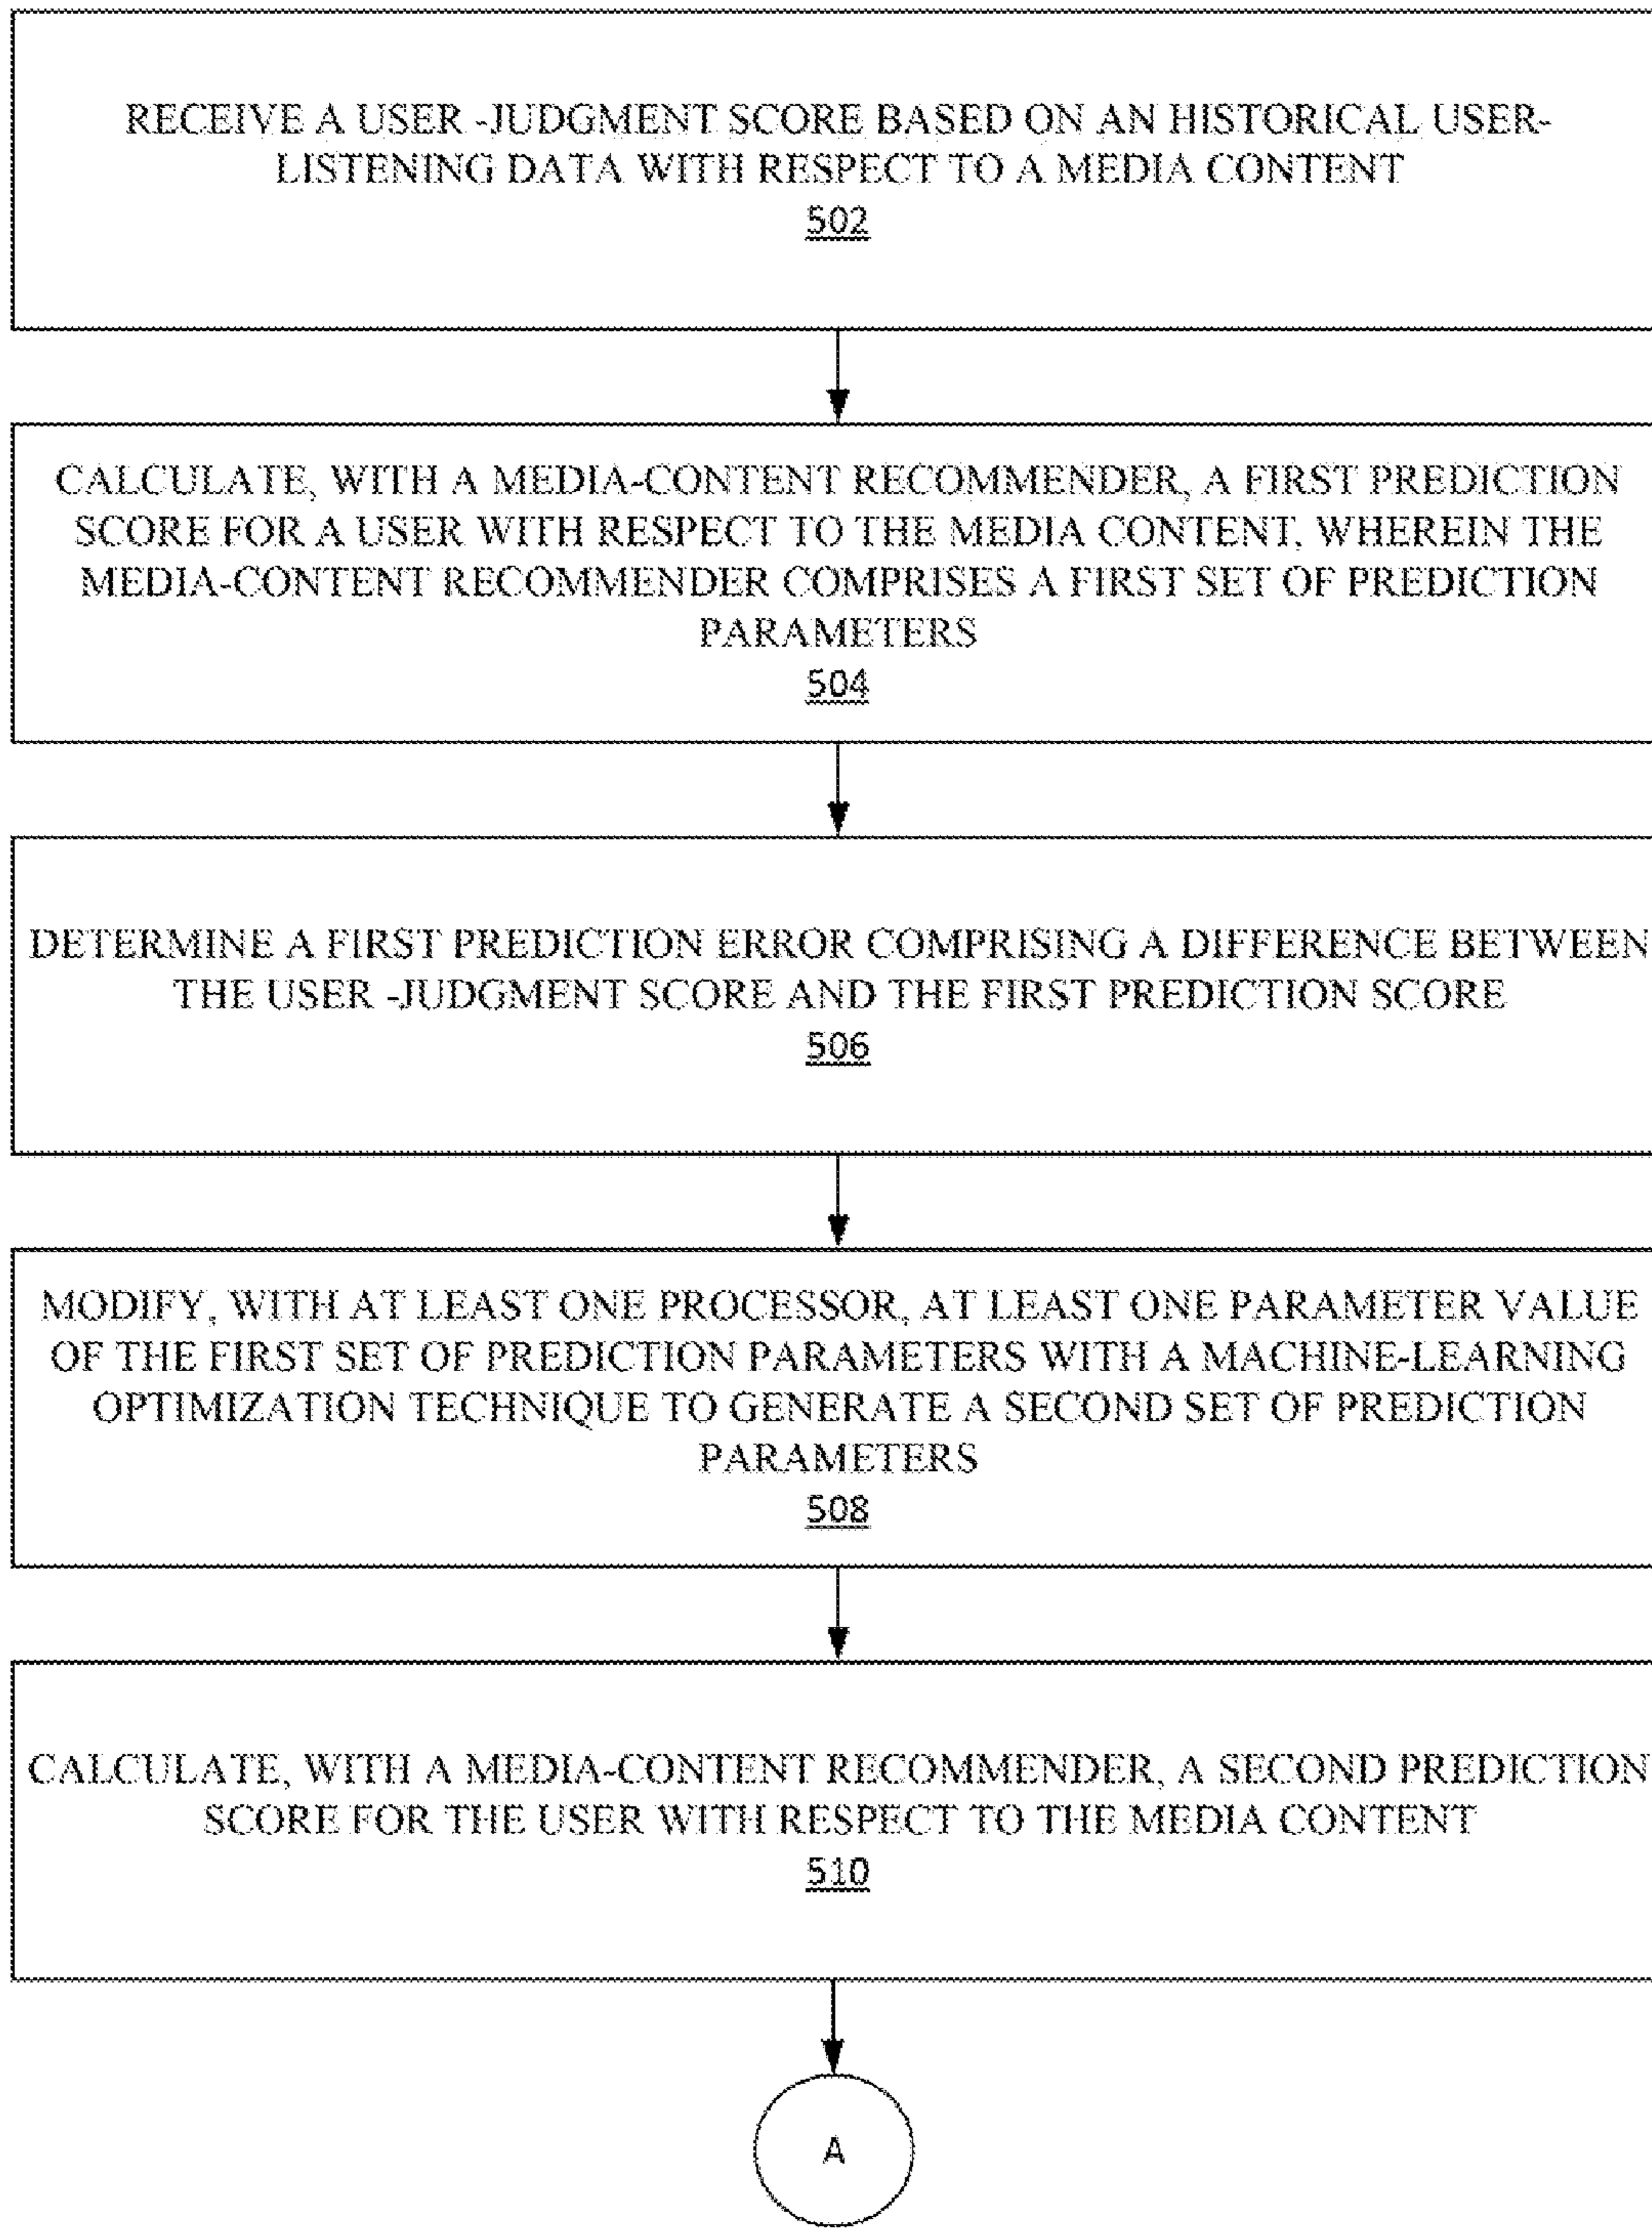 RECEIVE A USER -JUDGMENT SCORE BASED ON AN HISTORICAL USER-
LISTENING DATA WITH RESPECT TO A MEDIA CONTENT
502
CALCULATE, WITH A MEDIA-CONTENT RECOMMENDER, A FIRST PREDICTION
SCORE FOR A USER WITH RESPECT TO THE MEDIA CONTENT, WHEREIN THE
MEDIA-CONTENT RECOMMENDER COMPRISES A FIRST SET OF PREDICTION
PARAMETERS
504
DETERMINE A FIRST PREDICTION ERROR COMPRISING A DIFFERENCE BETWEEN
THE USER -JUDGMENT SCORE AND THE FIRST PREDICTION SCORE
506
MODIFY, WITH AT LEAST ONE PROCESSOR, AT LEAST ONE PARAMETER VALUE
OF THE FIRST SET OF PREDICTION PARAMETERS WITH A MACHINE-LEARNING
OPTIMIZATION TECHNIQUE TO GENERATE A SECOND SET OF PREDICTION
PARAMETERS
508
CALCULATE, WITH A MEDIA-CONTENT RECOMMENDER, A SECOND PREDICTION
SCORE FOR THE USER WITH RESPECT TO THE MEDIA CONTENT
510
A